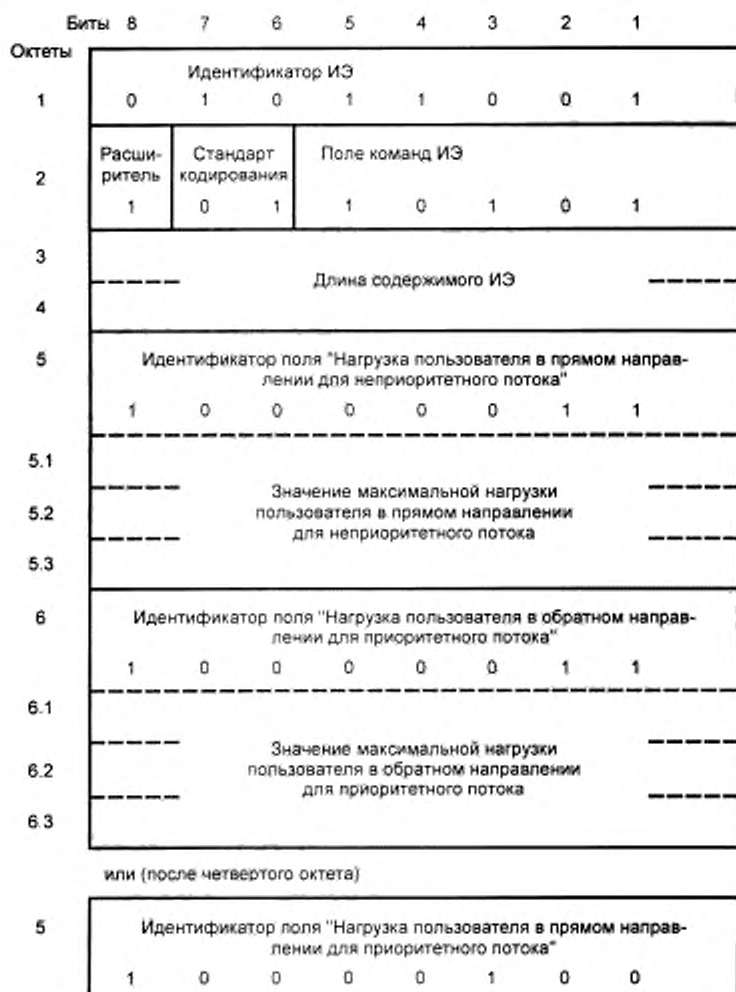 Биты 8 7 6 5 4 3 2 1
Октеты
Идентификатор ИЭ
1 0 1 0 1 1 0 0 1
Расши- Стандарт Поле команд ИЭ
2 ритель кодирования
1 0 1 1 0 1 0 1
3
Длина содержимого ИЭ
4
5 Идентификатор поля "Нагрузка пользователя в прямом направ-
лении для неприоритетного потока"
1 0 0 0 0 0 1 1
5.1
Значение максимальной нагрузки
5.2 пользователя в прямом направлении
для неприоритетного потока
5.3
6 Идентификатор поля "Нагрузка пользователя в обратном направ-
лении для приоритетного потока"
1 0 0 0 0 0 1 1
6.1
Значение максимальной нагрузки
6.2 пользователя в обратном направлении
для приоритетного потока
6.3
или (после четвертого октета)
5 Идентификатор поля "Нагрузка пользователя в прямом направ-
лении для приоритетного потока"
1 0 0 0 0 1 0 0